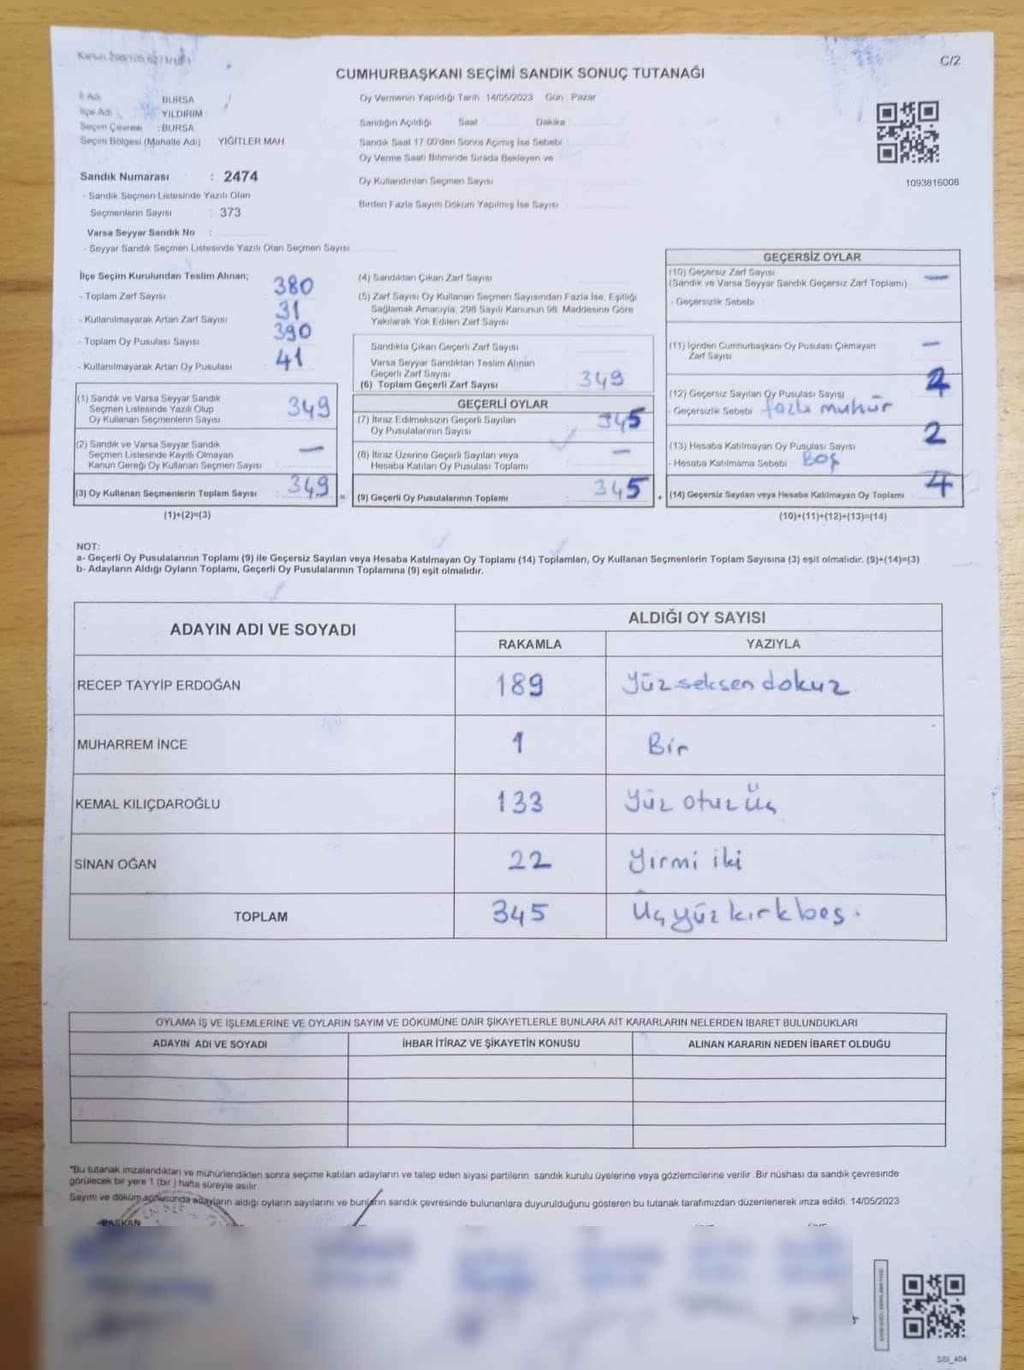 C/2
CUMHURBAŞKANI SEÇİMİ SANDIK SONUÇ TUTANAĞI
İl Adı BURSA
İlçe Adı YILDIRIM
Seçim Çevresi : BURSA
Seçim Bölgesi (Mahalle Adı) YİĞİTLER MAH
Sandık Numarası : 2474
- Sandık Seçmen Listesinde Yazılı Olan
Seçmenlerin Sayısı : 373
Varsa Seyyar Sandık No :
- Seyyar Sandık Seçmen Listesinde Yazılı Olan Seçmen Sayısı
Oy Vermenin Yapıldığı Tarih 14/05/2023 Gün Pazar
Sandığın Açıldığı Saat Dakika
Sandık Saat 17.00'den Sonra Açılmış İse Sebebi
Oy Verme Saati Bitiminde Sırada Bekleyen ve
Oy Kullandırılan Seçmen Sayısı
Birden Fazla Sayım Döküm Yapılmış İse Sayısı
1093816008
İlçe Seçim Kurulundan Teslim Alınan;
- Toplam Zarf Sayısı 380
- Kullanılmayarak Artan Zarf Sayısı 31
- Toplam Oy Pusulası Sayısı 390
- Kullanılmayarak Artan Oy Pusulası 41
(1) Sandık ve Varsa Seyyar Sandık
Seçmen Listesinde Yazılı Olup
Oy Kullanan Seçmenlerin Sayısı 349
(2) Sandık ve Varsa Seyyar Sandık
Seçmen Listesinde Kayıtlı Olmayan
Kanun Gereği Oy Kullanan Seçmen Sayısı —
(3) Oy Kullanan Seçmenlerin Toplam Sayısı 349
(1)+(2)=(3)
(4) Sandıktan Çıkan Zarf Sayısı
(5) Zarf Sayısı Oy Kullanan Seçmen Sayısından Fazla İse, Eşitliği
Sağlamak Amacıyla, 298 Sayılı Kanunun 98. Maddesine Göre
Yakılarak Yok Edilen Zarf Sayısı
Sandıkta Çıkan Geçerli Zarf Sayısı
Varsa Seyyar Sandıktan Teslim Alınan
Geçerli Zarf Sayısı
(6) Toplam Geçerli Zarf Sayısı 349
GEÇERLİ OYLAR
(7) İtiraz Edilmeksizin Geçerli Sayılan
Oy Pusulalarının Sayısı 345
(8) İtiraz Üzerine Geçerli Sayılan veya
Hesaba Katılan Oy Pusulası Toplamı —
(9) Geçerli Oy Pusulalarının Toplamı 345
GEÇERSİZ OYLAR
(10) Geçersiz Zarf Sayısı
(Sandık ve Varsa Seyyar Sandık Geçersiz Zarf Toplamı) —
- Geçersizlik Sebebi
(11) İçinden Cumhurbaşkanı Oy Pusulası Çıkmayan
Zarf Sayısı —
(12) Geçersiz Sayılan Oy Pusulası Sayısı 2
- Geçersizlik Sebebi fazla mühür
(13) Hesaba Katılmayan Oy Pusulası Sayısı 2
- Hesaba Katılmama Sebebi Boş
(14) Geçersiz Sayılan veya Hesaba Katılmayan Oy Toplamı 4
(10)+(11)+(12)+(13)=(14)
NOT:
a- Geçerli Oy Pusulalarının Toplamı (9) ile Geçersiz Sayılan veya Hesaba Katılmayan Oy Toplamı (14) Toplamları, Oy Kullanan Seçmenlerin Toplam Sayısına (3) eşit olmalıdır. (9)+(14)=(3)
b- Adayların Aldığı Oyların Toplamı, Geçerli Oy Pusulalarının Toplamına (9) eşit olmalıdır.
ADAYIN ADI VE SOYADI ALDIĞI OY SAYISI
RAKAMLA YAZIYLA
RECEP TAYYİP ERDOĞAN 189 Yüz seksen dokuz
MUHARREM İNCE 1 Bir
KEMAL KILIÇDAROĞLU 133 Yüz otuz üç
SİNAN OĞAN 22 Yirmi iki
TOPLAM 345 Üç yüz kırk beş.
OYLAMA İŞ VE İŞLEMLERİNE VE OYLARIN SAYIM VE DÖKÜMÜNE DAİR ŞİKAYETLERLE BUNLARA AİT KARARLARIN NELERDEN İBARET BULUNDUKLARI
ADAYIN ADI VE SOYADI İHBAR İTİRAZ VE ŞİKAYETİN KONUSU ALINAN KARARIN NEDEN İBARET OLDUĞU
*Bu tutanak imzalandıktan ve mühürlendikten sonra seçime katılan adayların ve talep eden siyasi partilerin sandık kurulu üyelerine veya gözlemcilerine verilir. Bir nüshası da sandık çevresinde
görülecek bir yere 1 (bir) hafta süreyle asılır.
Sayım ve döküm sonucunda adayların aldığı oyların sayılarını ve bunların sandık çevresinde bulunanlara duyurulduğunu gösteren bu tutanak tarafımızdan düzenlenerek imza edildi. 14/05/2023
BAŞKAN